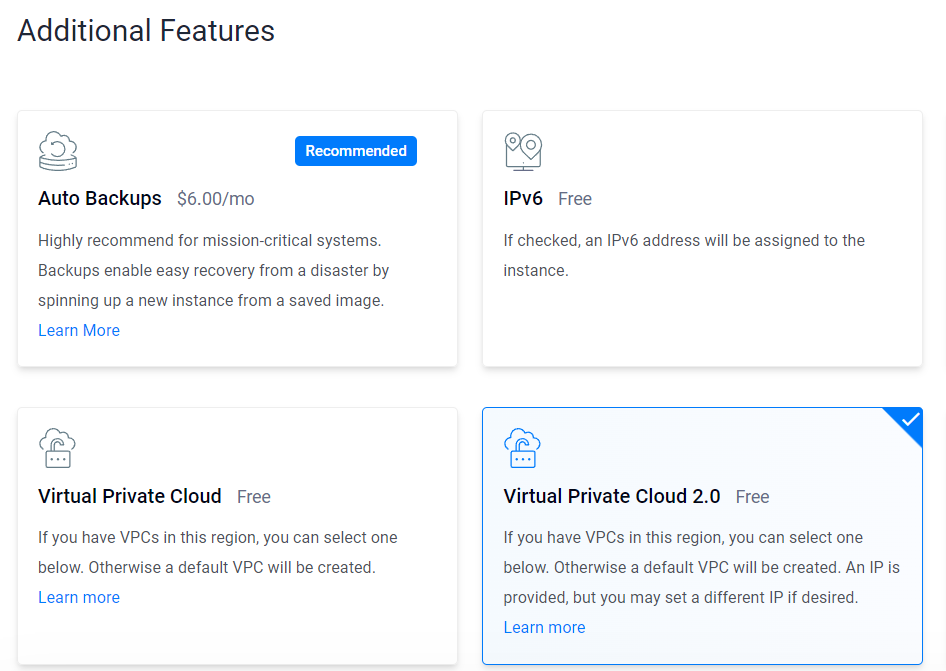 Additional Features
Recommended
Auto Backups $6.00/mo
Highly recommend for mission-critical systems.
Backups enable easy recovery from a disaster by
spinning up a new instance from a saved image.
Learn More
IPv6 Free
If checked, an IPv6 address will be assigned to the
instance.
Virtual Private Cloud Free
If you have VPCs in this region, you can select one
below. Otherwise a default VPC will be created.
Learn more
Virtual Private Cloud 2.0 Free
If you have VPCs in this region, you can select one
below. Otherwise a default VPC will be created. An IP is
provided, but you may set a different IP if desired.
Learn more